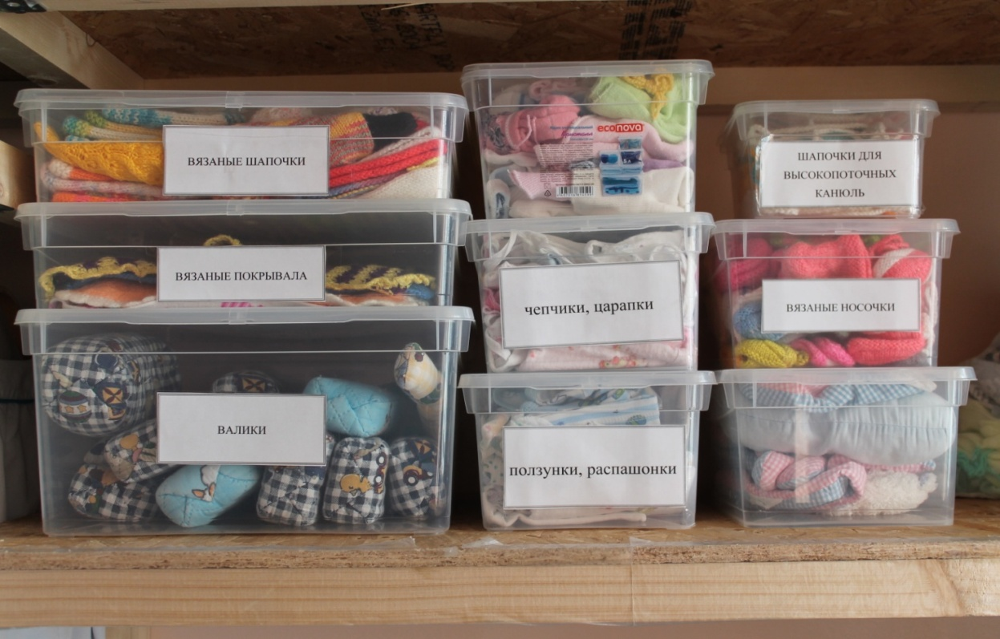 ВЯЗАНЫЕ ШАПОЧКИ
ВЯЗАНЫЕ ПОКРЫВАЛА
ВАЛИКИ
econova
чепчики, царапки
ползунки, распашонки
ШАПОЧКИ ДЛЯ
ВЫСОКОПОТОЧНЫХ
КАНЮЛЬ
ВЯЗАНЫЕ НОСОЧКИ